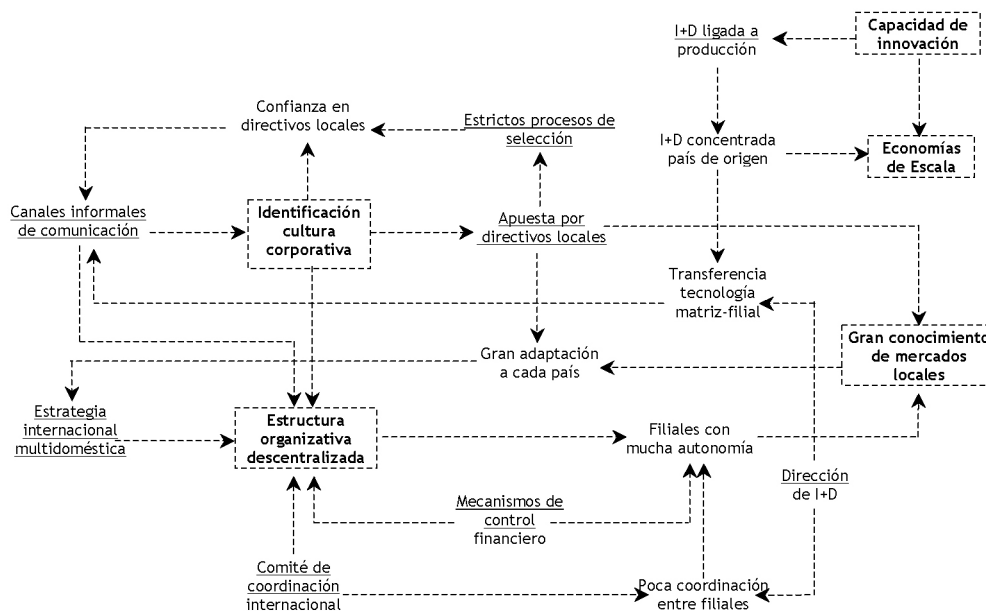 I+D ligada a
producción
Capacidad de
innovación
Confianza en
directivos locales
Estrictos procesos de
selección
I+D concentrada
país de origen
Economías
de Escala
Canales informales
de comunicación
Identificación
cultura
corporativa
Apuesta por
directivos locales
Transferencia
tecnología
matriz-filial
Gran adaptación
a cada país
Gran conocimiento
de mercados
locales
Estrategia
internacional
multidoméstica
Estructura
organizativa
descentralizada
Filiales con
mucha autonomía
Dirección
de I+D
Mecanismos de
control
financiero
Comité de
coordinación
internacional
Poca coordinación
entre filiales